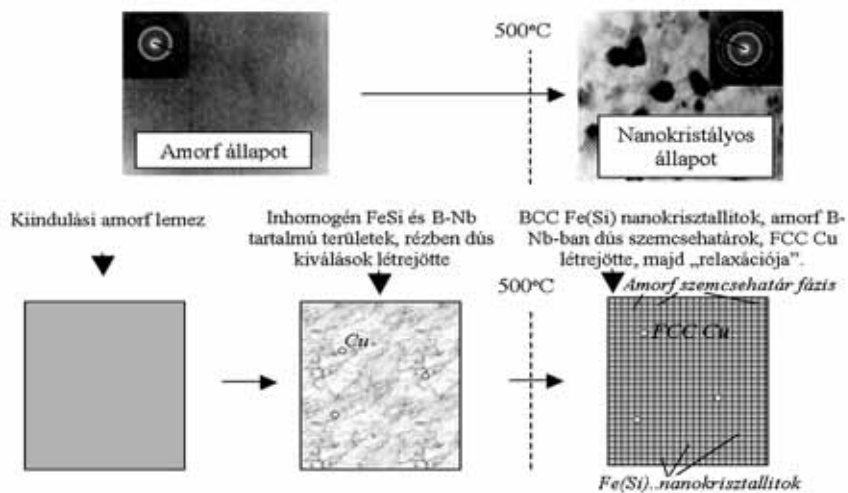 500°C
Amorf állapot
Nanokristályos
állapot
Kiindulási amorf lemez
Inhomogén FeSi és B-Nb
tartalmú területek, rézben dús
kiválások létrejötte
BCC Fe(Si) nanokrisztallitok, amorf B-
Nb-ban dús szemcsehatárok, FCC Cu
létrejötte, majd „relaxációja”.
500°C
Amorf szemcsehatár fázis
Cu
FCC Cu
Fe(Si)..nanokrisztallitok